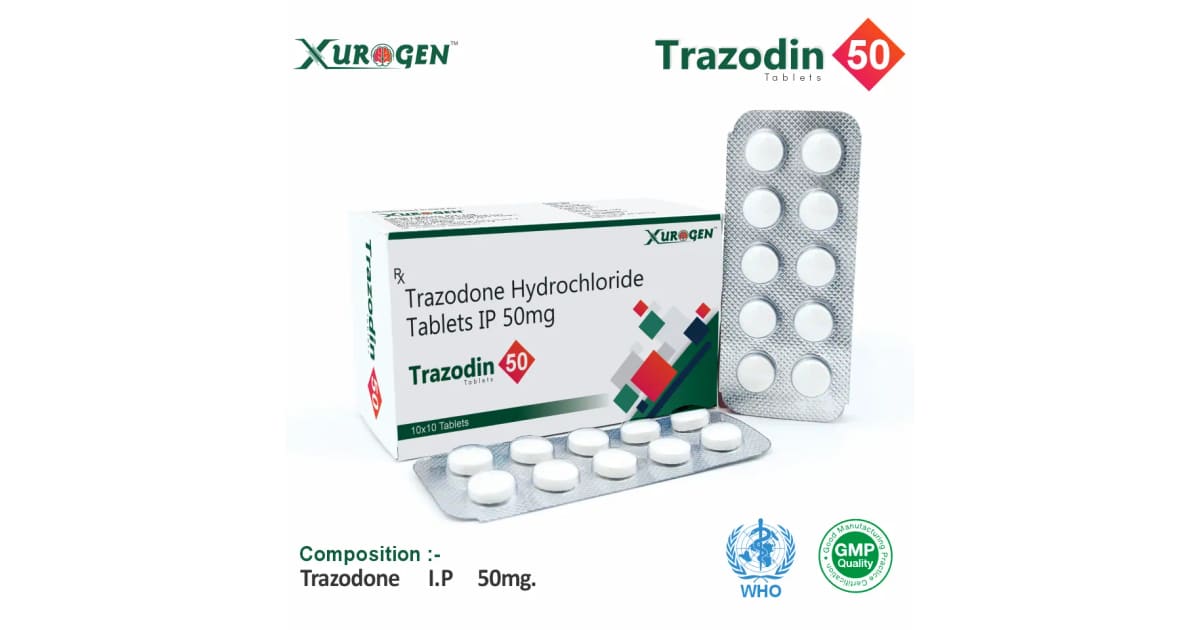 XUROGEN™
Trazodin 50
Tablets
XUROGEN
XUROGEN™
Rx
Trazodone Hydrochloride
Tablets IP 50mg
Trazodin 50
Tablets
10x10 Tablets
Trazodin 50
Composition :-
Trazodone I.P 50mg.
WHO
Good Manufacturing Practice Certification
GMP
Quality